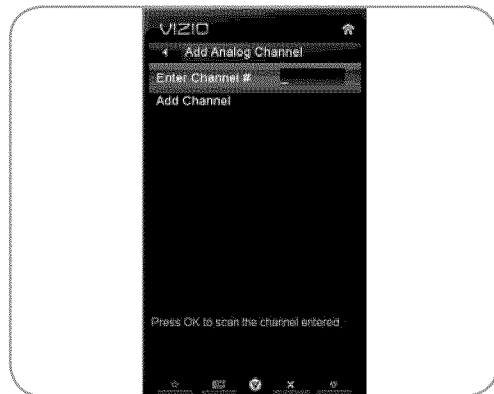 VIZIO
Add Analog Channel
Enter Channel #
Add Channel
Press OK to scan the channel entered